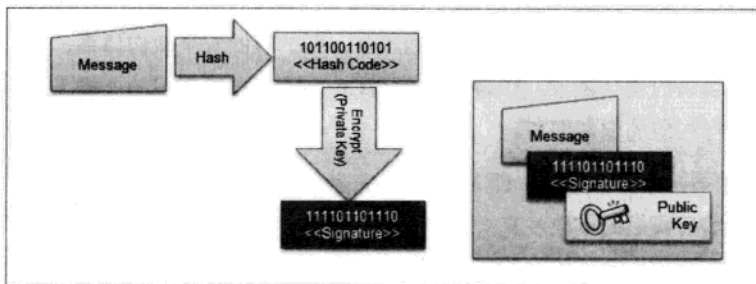 Message
Hash
101100110101
<<Hash Code>>
Encrypt
(Private Key)
111101101110
<<Signature>>
Message
111101101110
<<Signature>>
Public
Key